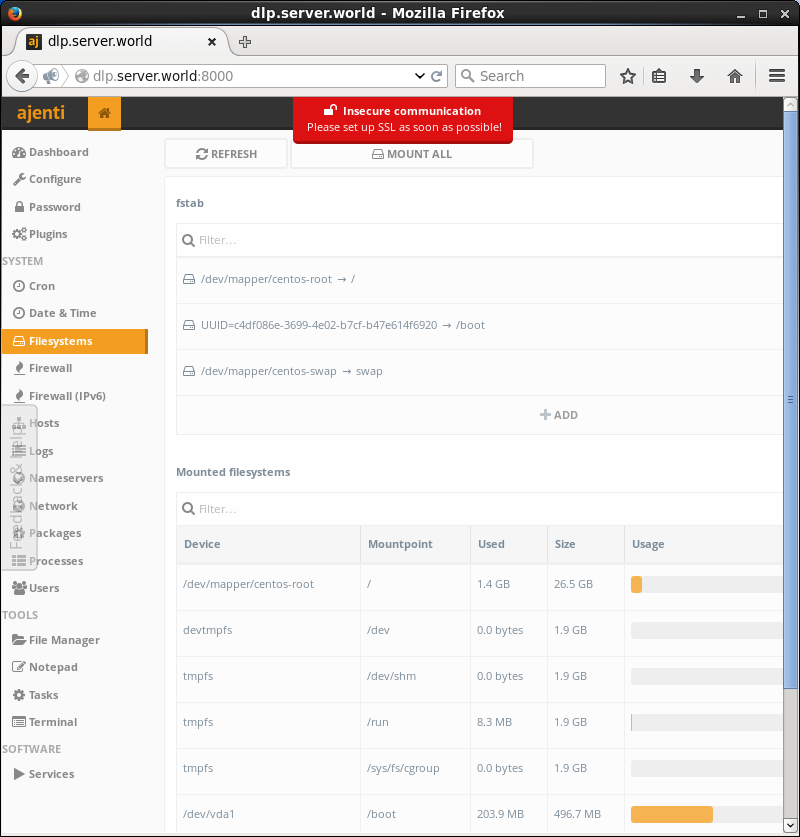 dlp.server.world - Mozilla Firefox
aj dlp.server.world
dlp.server.world:8000 Search
ajenti
Insecure communication
Please set up SSL as soon as possible!
Dashboard
Configure
Password
Plugins
SYSTEM
Cron
Date & Time
Filesystems
Firewall
Firewall (IPv6)
Hosts
Logs
Nameservers
Network
Packages
Processes
Users
TOOLS
File Manager
Notepad
Tasks
Terminal
SOFTWARE
Services
Feedback & Help
REFRESH MOUNT ALL
fstab
Filter...
/dev/mapper/centos-root → /
UUID=c4df086e-3699-4e02-b7cf-b47e614f6920 → /boot
/dev/mapper/centos-swap → swap
ADD
Mounted filesystems
Filter...
Device Mountpoint Used Size Usage
/dev/mapper/centos-root / 1.4 GB 26.5 GB
devtmpfs /dev 0.0 bytes 1.9 GB
tmpfs /dev/shm 0.0 bytes 1.9 GB
tmpfs /run 8.3 MB 1.9 GB
tmpfs /sys/fs/cgroup 0.0 bytes 1.9 GB
/dev/vda1 /boot 203.9 MB 496.7 MB